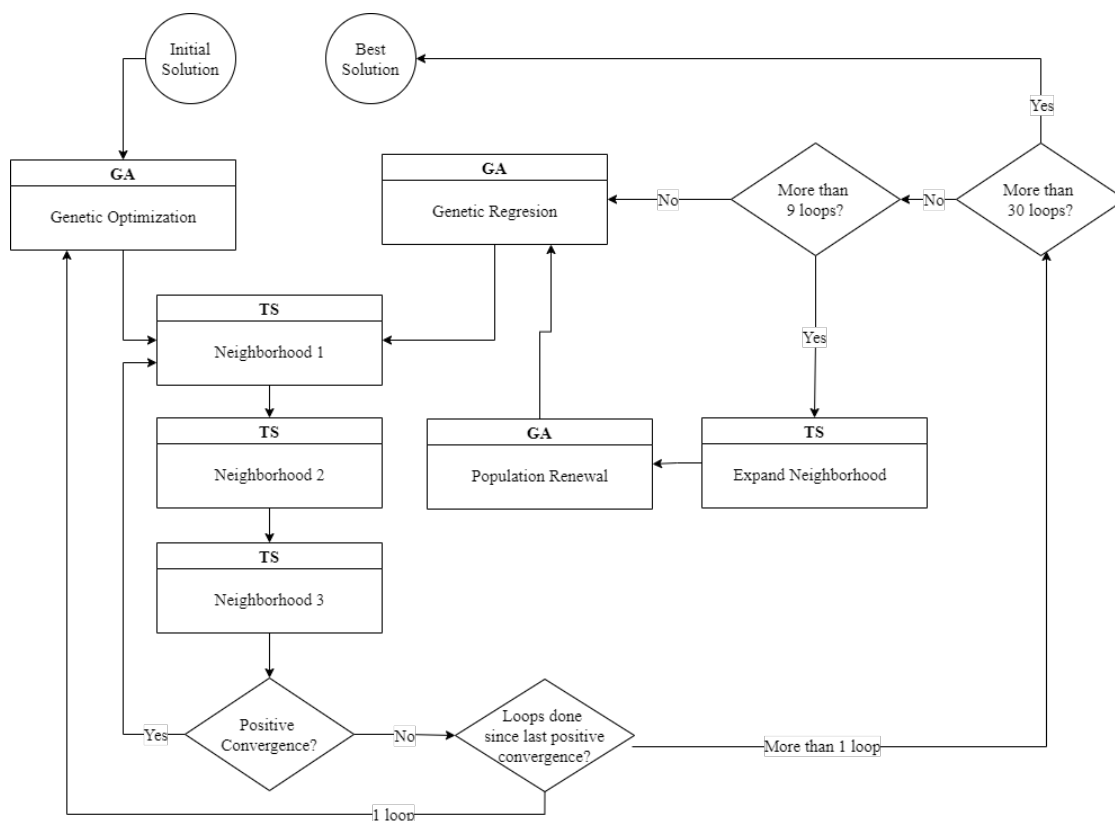 Initial
Solution
Best
Solution
Yes
GA
Genetic Optimization
GA
Genetic Regresion
No
More than
9 loops?
No
More than
30 loops?
TS
Neighborhood 1
Yes
TS
Neighborhood 2
GA
Population Renewal
TS
Expand Neighborhood
TS
Neighborhood 3
Yes
Positive
Convergence?
No
Loops done
since last positive
convergence?
More than 1 loop
1 loop